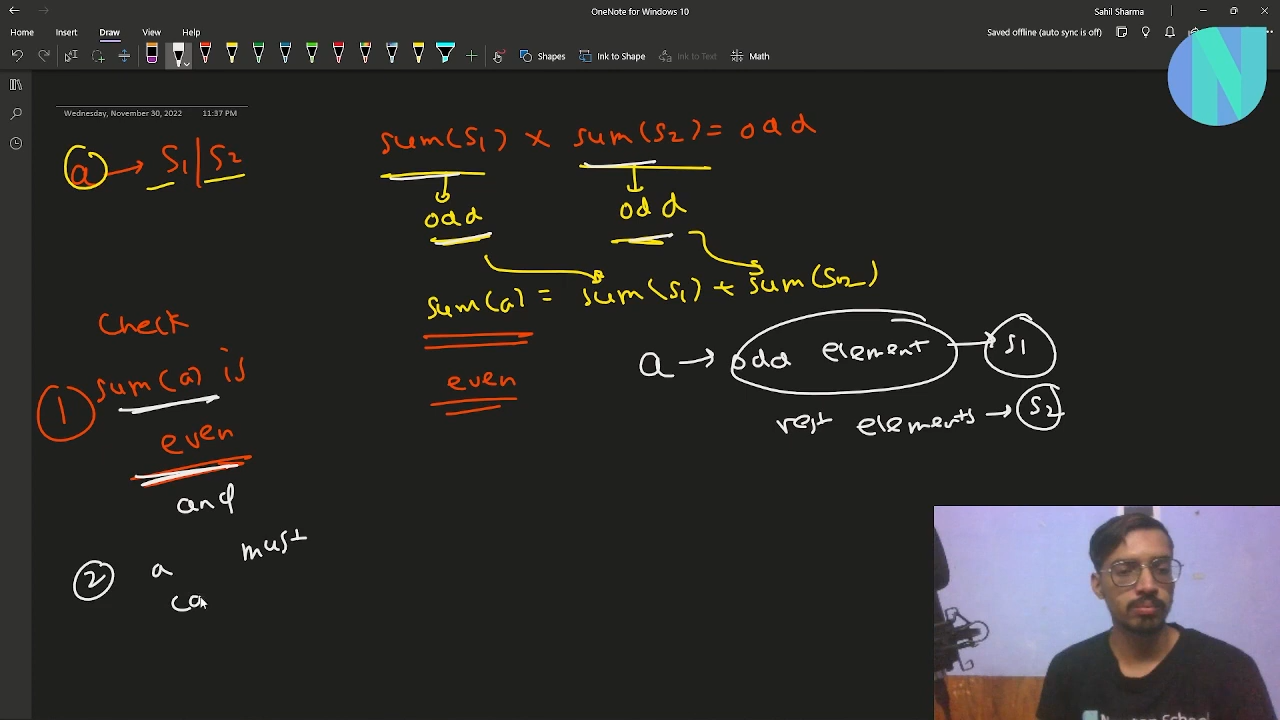 OneNote for Windows 10
Sahil Sharma
Home Insert Draw View Help
Saved offline (auto sync is off)
Shapes Ink to Shape Ink to Text Math
Wednesday, November 30, 2022 11:37 PM
a → S1 | S2
sum(S1) x sum(S2) = odd
odd odd
sum(a) = sum(S1) + sum(S2)
even
Check
1 sum(a) is
even
and
2 a must
ca
a → odd element → S1
rest elements → S2